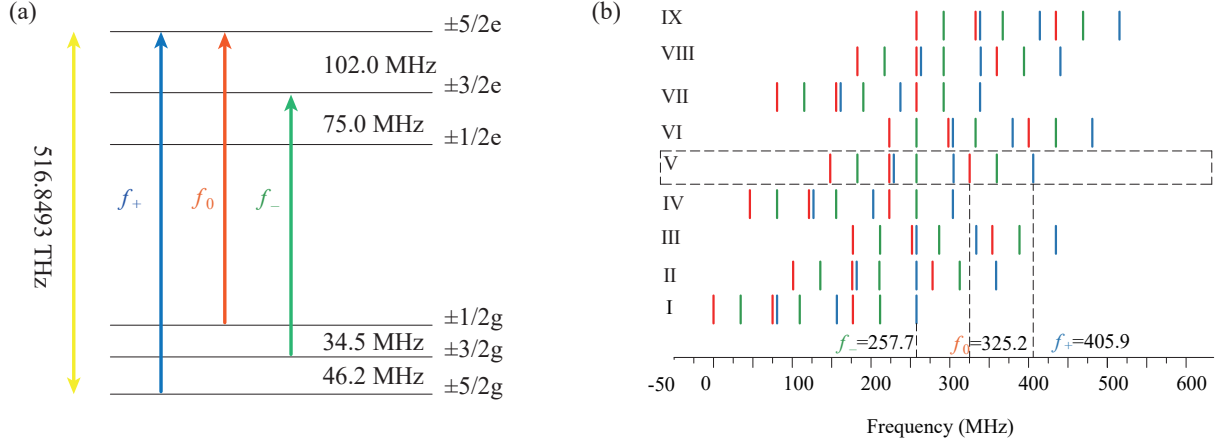 (a)
±5/2e
102.0 MHz
±3/2e
75.0 MHz
±1/2e
516.8493 THz
f+
f0
f−
±1/2g
34.5 MHz
±3/2g
46.2 MHz
±5/2g
(b)
IX
VIII
VII
VI
V
IV
III
II
I
f−=257.7
f0=325.2
f+=405.9
-50 0 100 200 300 400 500 600
Frequency (MHz)